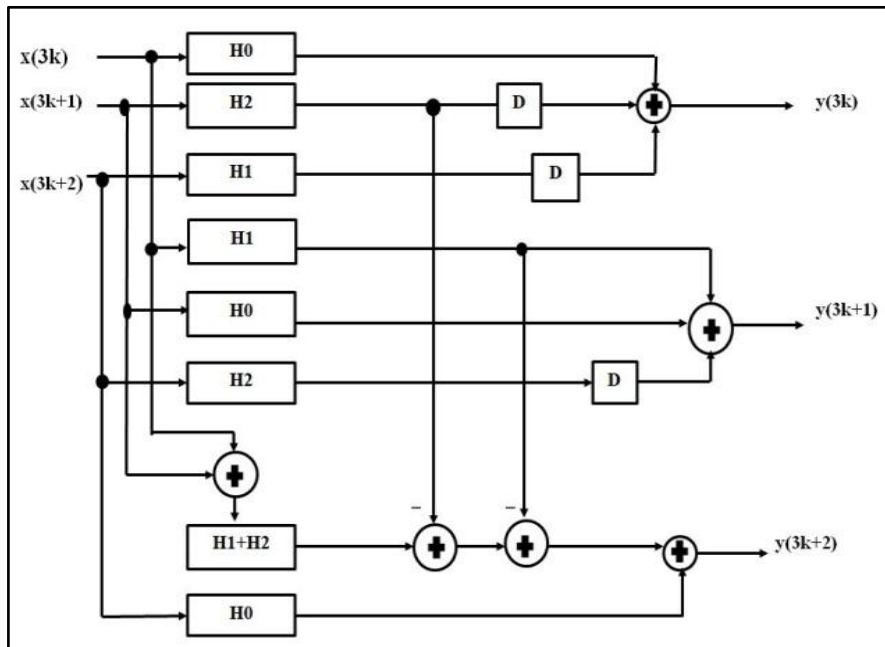 x(3k)
H0
x(3k+1)
H2
D
y(3k)
x(3k+2)
H1
D
H1
H0
y(3k+1)
H2
D
–
–
H1+H2
y(3k+2)
H0